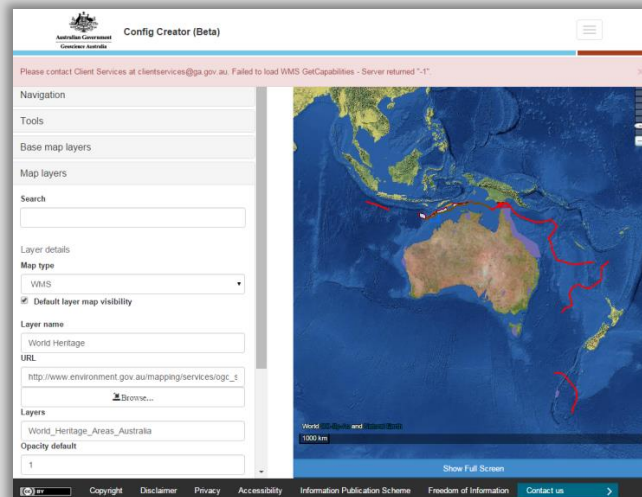 Australian Government
Geoscience Australia
Config Creator (Beta)
Please contact Client Services at clientservices@ga.gov.au. Failed to load WMS GetCapabilities - Server returned "-1".
Navigation
Tools
Base map layers
Map layers
Search
Layer details
Map type
WMS
Default layer map visibility
Layer name
World Heritage
URL
http://www.environment.gov.au/mapping/services/ogc_s
Browse...
Layers
World_Heritage_Areas_Australia
Opacity default
1
World and
1000 km
Show Full Screen
(cc) BY
Copyright
Disclaimer
Privacy
Accessibility
Information Publication Scheme
Freedom of Information
Contact us